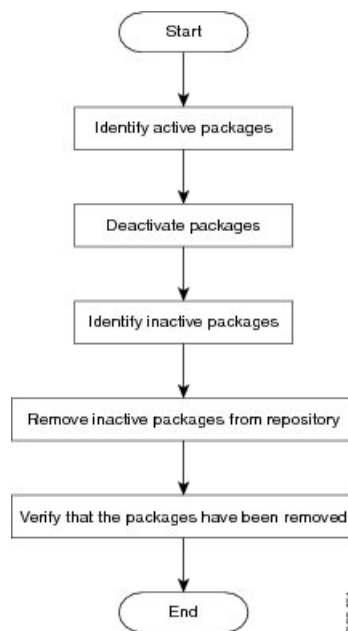 Start
Identify active packages
Deactivate packages
Identify inactive packages
Remove inactive packages from repository
Verify that the packages have been removed
End